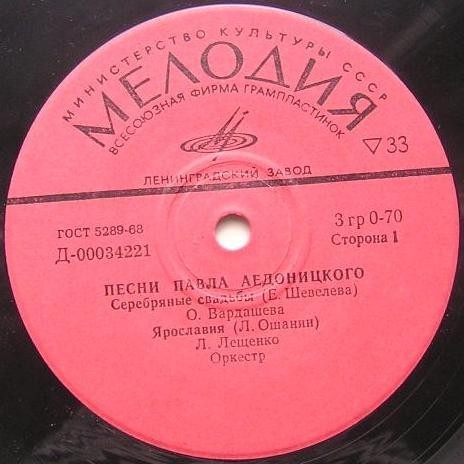 МИНИСТЕРСТВО КУЛЬТУРЫ СССР
МЕЛОДИЯ
ВСЕСОЮЗНАЯ ФИРМА ГРАМПЛАСТИНОК
▽33
ЛЕНИНГРАДСКИЙ ЗАВОД
ГОСТ 5289-68
3 гр 0-70
Д-00034221
Сторона 1
ПЕСНИ ПАВЛА АЕДОНИЦКОГО
Серебряные свадьбы (Е. Шевелева)
О. Вардашева
Ярославия (Л. Ошанин)
Л. Лещенко
Оркестр